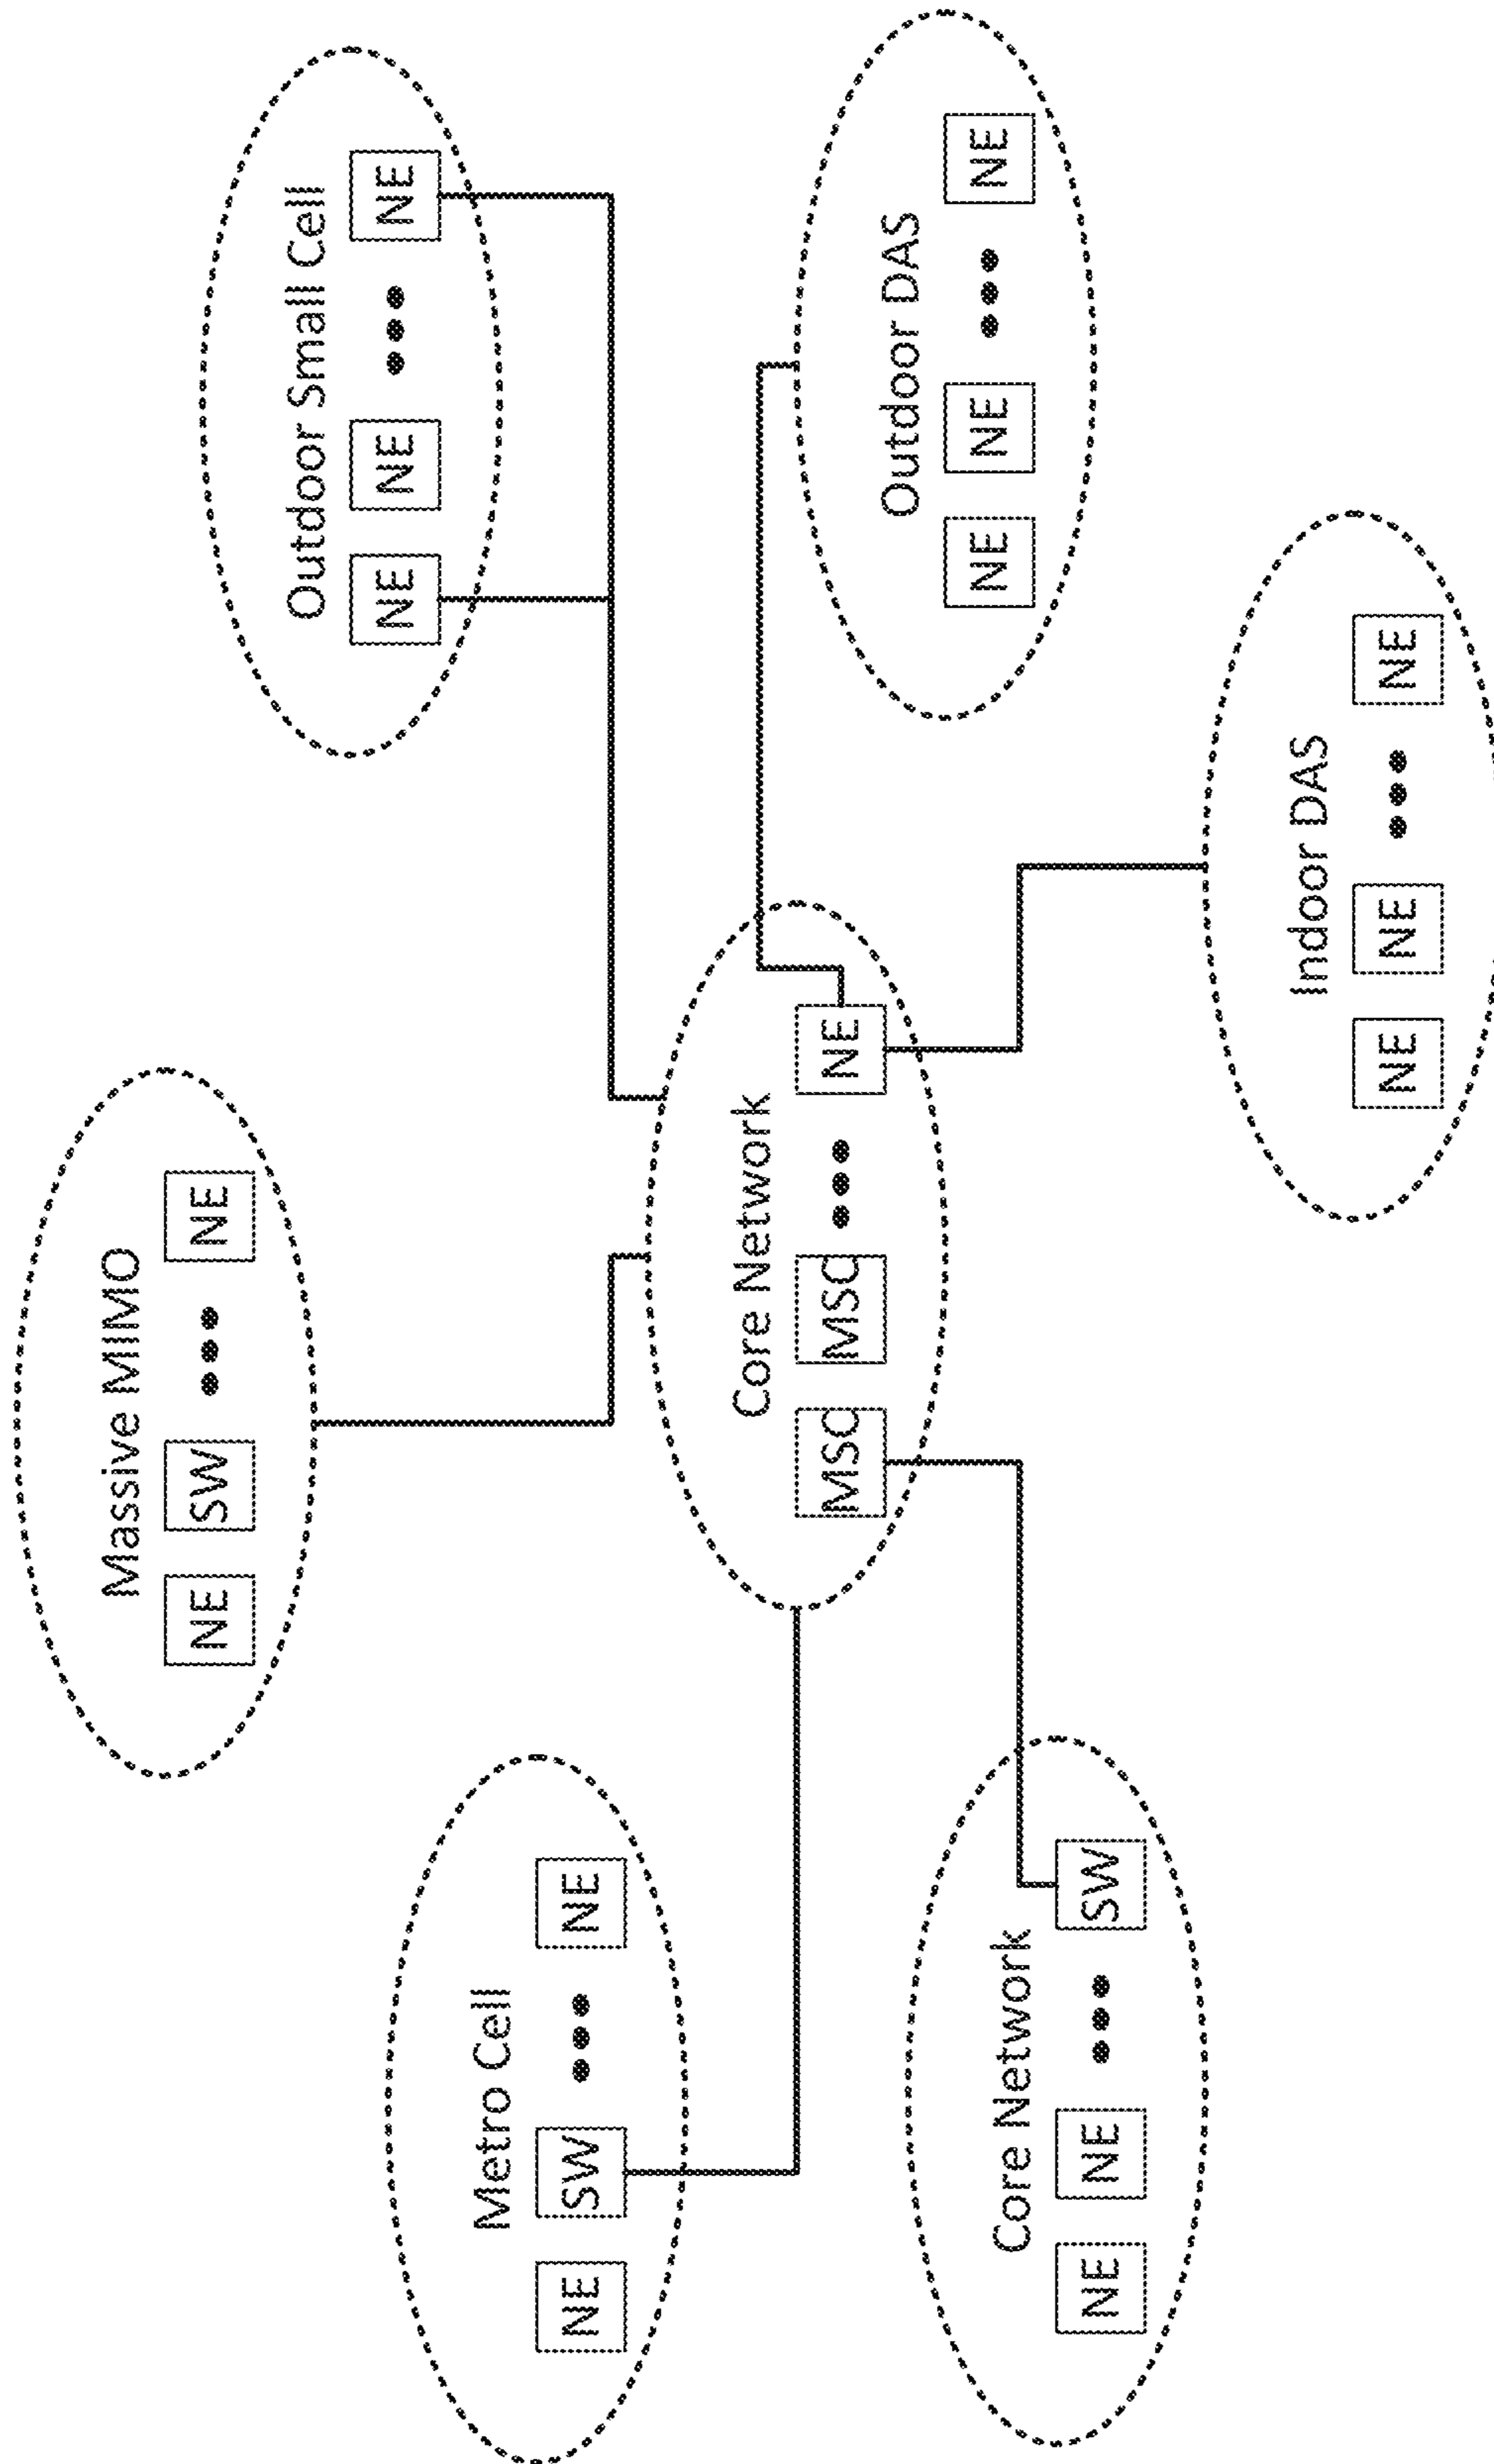 Massive MIMO
NE SW ••• NE
Outdoor Small Cell
NE NE ••• NE
Metro Cell
NE SW ••• NE
Core Network
MSC MSC ••• NE
Outdoor DAS
NE NE ••• NE
Core Network
NE NE ••• SW
Indoor DAS
NE NE ••• NE